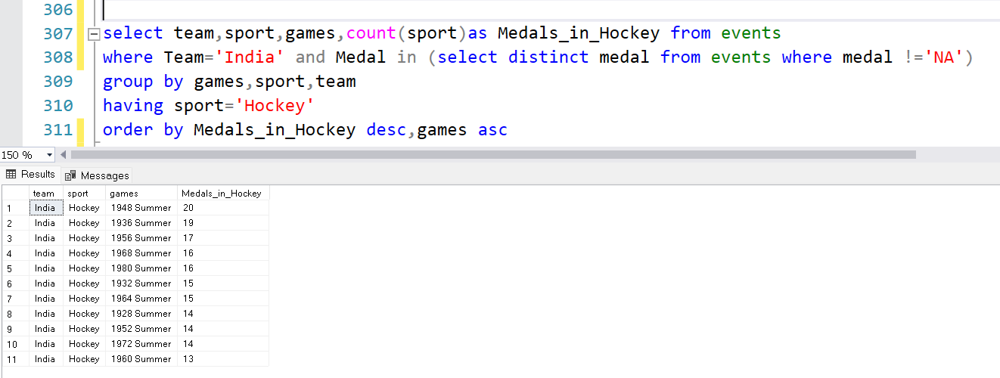 306
307 select team,sport,games,count(sport)as Medals_in_Hockey from events
308 where Team='India' and Medal in (select distinct medal from events where medal !='NA')
309 group by games,sport,team
310 having sport='Hockey'
311 order by Medals_in_Hockey desc,games asc
150 %
Results Messages
team sport games Medals_in_Hockey
1 India Hockey 1948 Summer 20
2 India Hockey 1936 Summer 19
3 India Hockey 1956 Summer 17
4 India Hockey 1968 Summer 16
5 India Hockey 1980 Summer 16
6 India Hockey 1932 Summer 15
7 India Hockey 1964 Summer 15
8 India Hockey 1928 Summer 14
9 India Hockey 1952 Summer 14
10 India Hockey 1972 Summer 14
11 India Hockey 1960 Summer 13